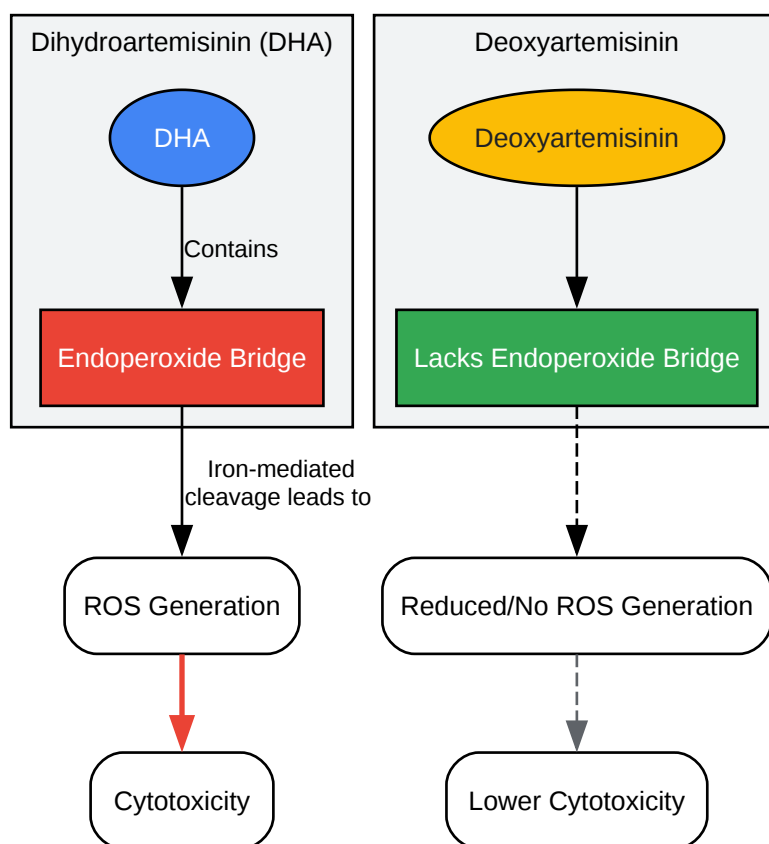 Dihydroartemisinin (DHA)
DHA
Contains
Endoperoxide Bridge
Iron-mediated
cleavage leads to
ROS Generation
Cytotoxicity
Deoxyartemisinin
Deoxyartemisinin
Lacks Endoperoxide Bridge
Reduced/No ROS Generation
Lower Cytotoxicity